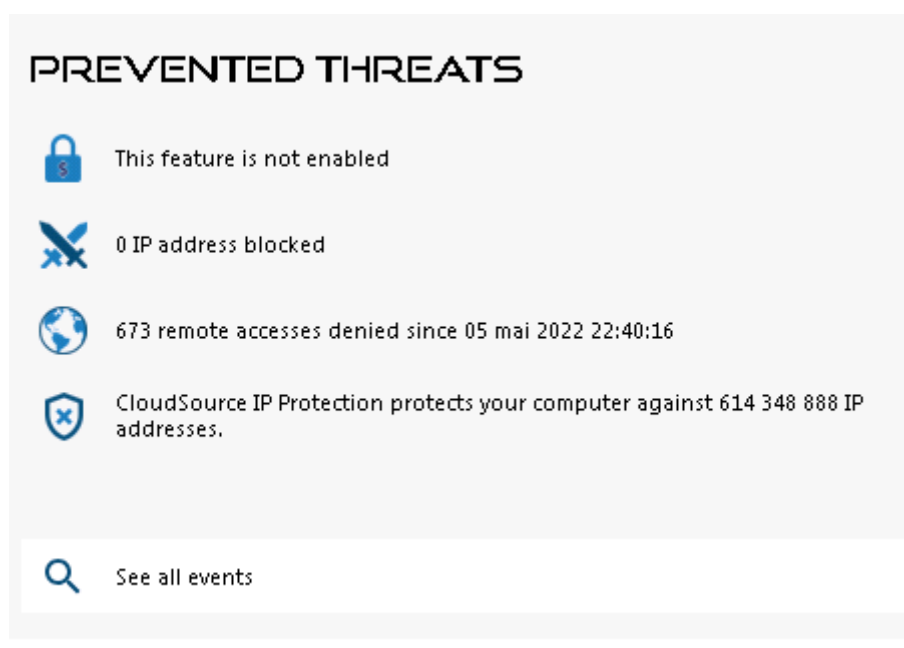 PREVENTED THREATS
This feature is not enabled
0 IP address blocked
673 remote accesses denied since 05 mai 2022 22:40:16
CloudSource IP Protection protects your computer against 614 348 888 IP
addresses.
See all events